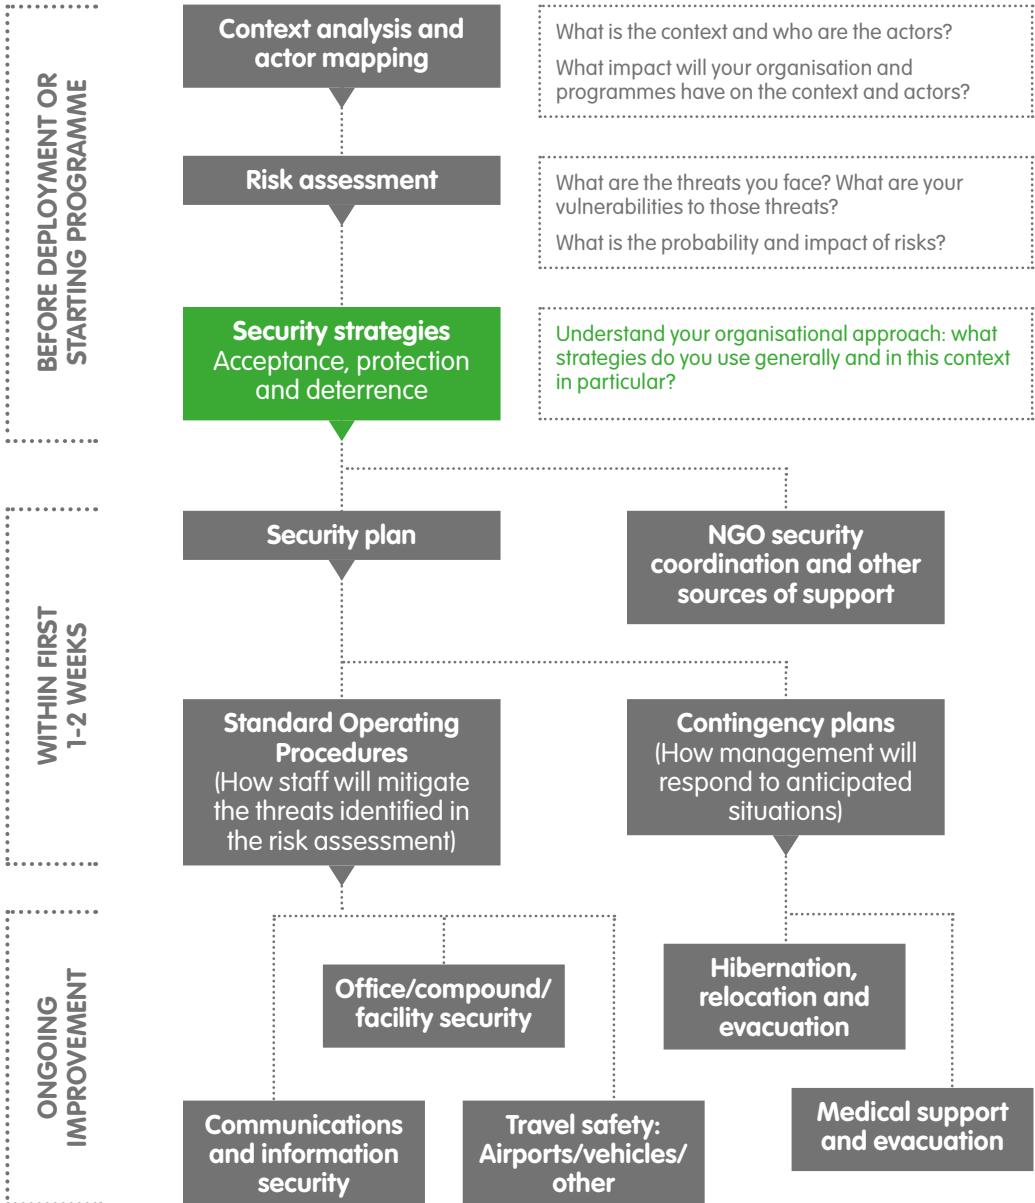 BEFORE DEPLOYMENT OR
STARTING PROGRAMME
Context analysis and
actor mapping
What is the context and who are the actors?
What impact will your organisation and
programmes have on the context and actors?
Risk assessment
What are the threats you face? What are your
vulnerabilities to those threats?
What is the probability and impact of risks?
Security strategies
Acceptance, protection
and deterrence
Understand your organisational approach: what
strategies do you use generally and in this context
in particular?
WITHIN FIRST
1-2 WEEKS
Security plan
NGO security
coordination and other
sources of support
Standard Operating
Procedures
(How staff will mitigate
the threats identified in
the risk assessment)
Contingency plans
(How management will
respond to anticipated
situations)
ONGOING
IMPROVEMENT
Office/compound/
facility security
Hibernation,
relocation and
evacuation
Communications
and information
security
Travel safety:
Airports/vehicles/
other
Medical support
and evacuation